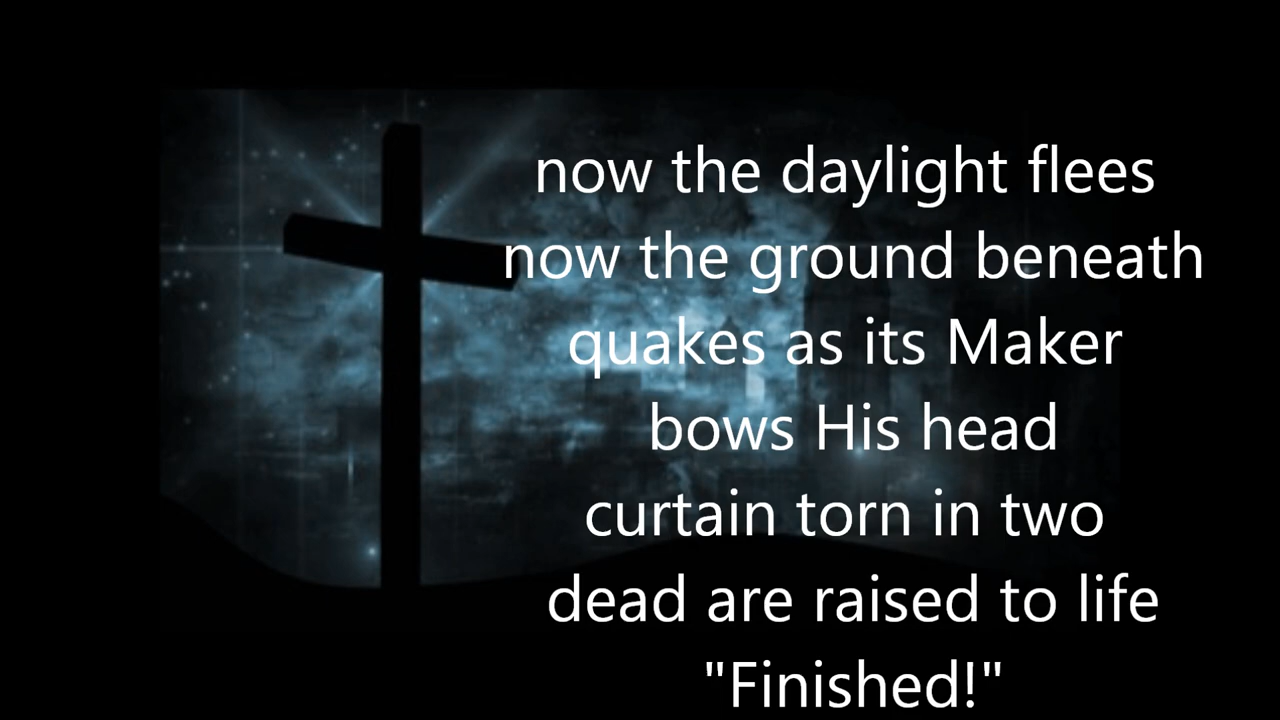 now the daylight flees
now the ground beneath
quakes as its Maker
bows His head
curtain torn in two
dead are raised to life
"Finished!"